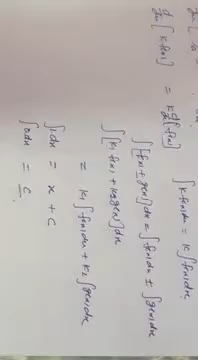 d/dx [k f(x)] = k d/dx [f(x)]
∫k f(x) dx = k ∫f(x) dx
∫[f(x) ± g(x)] dx = ∫f(x) dx ± ∫g(x) dx
∫[k₁ f(x) + k₂ g(x)] dx
= k₁ ∫f(x) dx + k₂ ∫g(x) dx
∫1. dx = x + c
∫0 dx = c